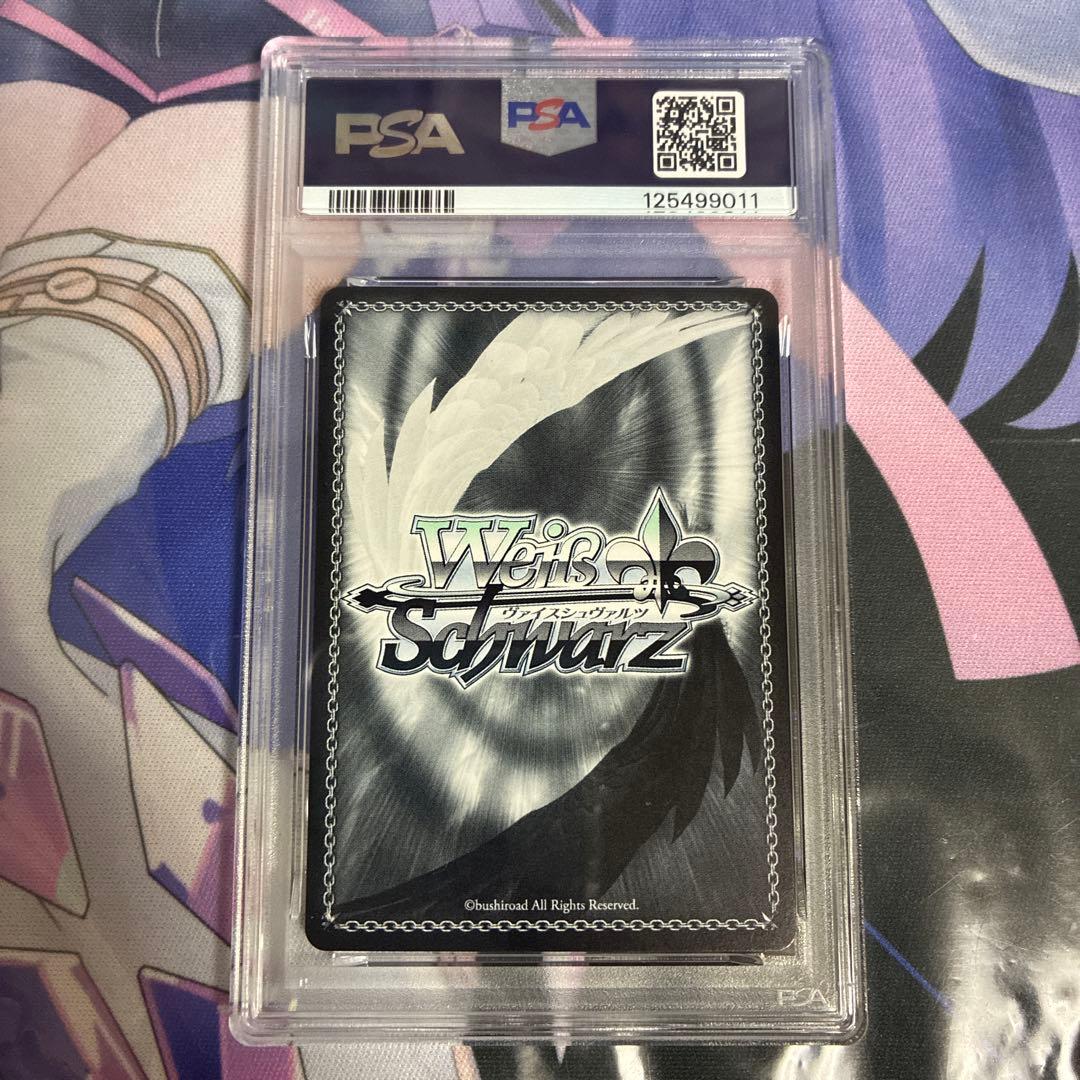 PSA
PSA
125499011
Weiß
ヴァイスシュヴァルツ
Schwarz
©bushiroad All Rights Reserved.
PSA